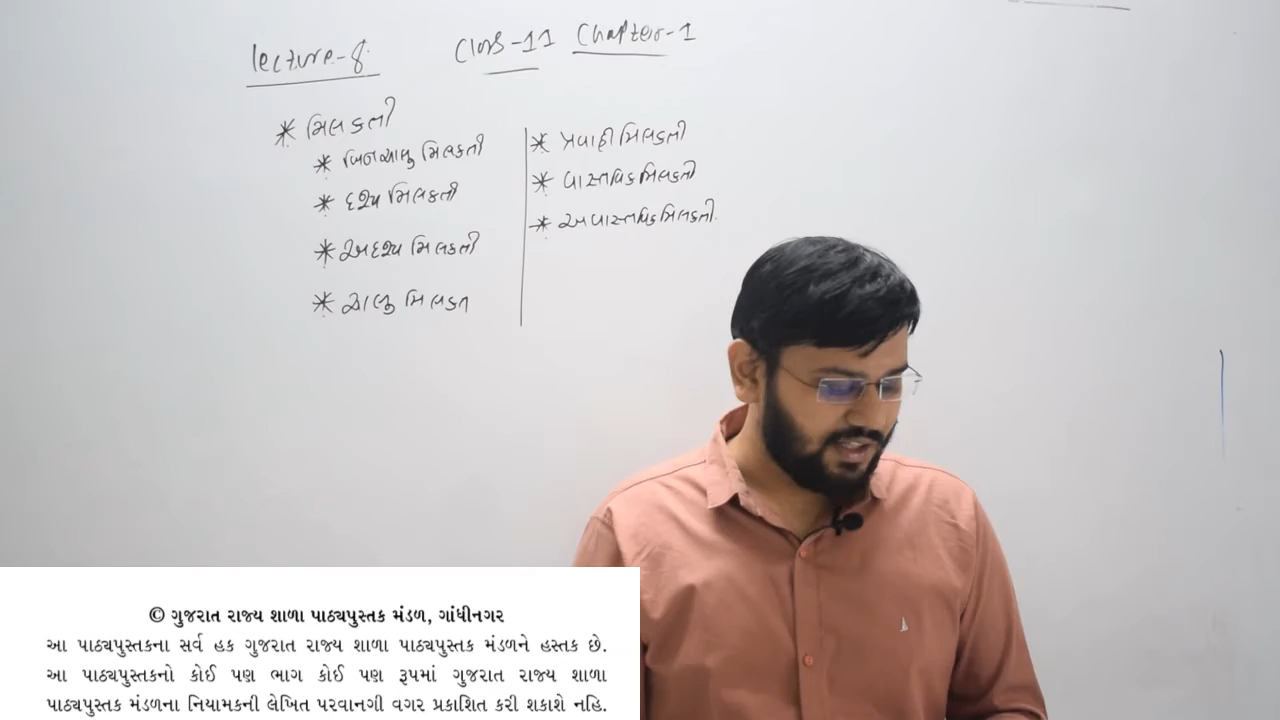 Lecture-8
Class-11 Chapter-1
* મિલકતી
* બિનચાલુ મિલકતી
* દશ્ય મિલકતી
* અદશ્ય મિલકતી
* ચાલુ મિલકત
* પ્રવાહી મિલકતી
* વાસ્તવિક મિલકતી
* અવાસ્તવિક મિલકતી
© ગુજરાત રાજ્ય શાળા પાઠ્યપુસ્તક મંડળ, ગાંધીનગર
આ પાઠ્યપુસ્તકના સર્વ હક ગુજરાત રાજ્ય શાળા પાઠ્યપુસ્તક મંડળને હસ્તક છે.
આ પાઠ્યપુસ્તકનો કોઈ પણ ભાગ કોઈ પણ રૂપમાં ગુજરાત રાજ્ય શાળા
પાઠ્યપુસ્તક મંડળના નિયામકની લેખિત પરવાનગી વગર પ્રકાશિત કરી શકાશે નહિ.